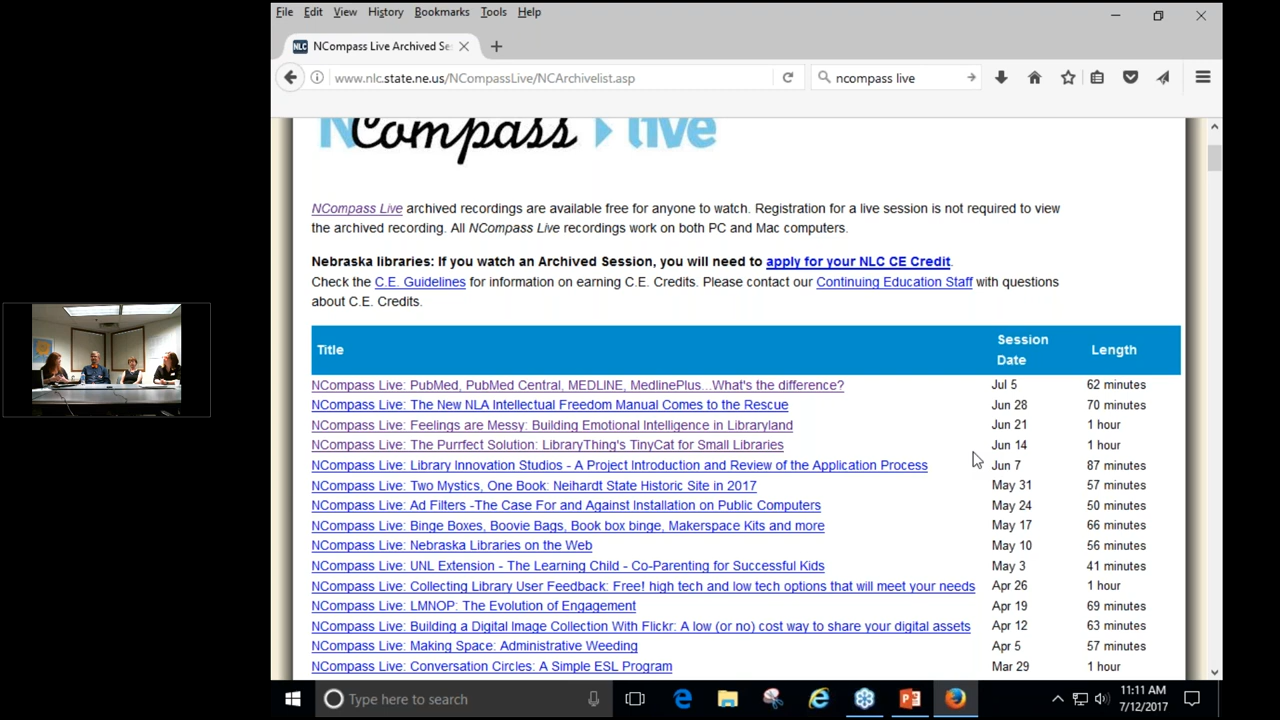 File Edit View History Bookmarks Tools Help
NLC NCompass Live Archived Se
www.nlc.state.ne.us/NCompassLive/NCArchivelist.asp
ncompass live
NCompass live
NCompass Live archived recordings are available free for anyone to watch. Registration for a live session is not required to view
the archived recording. All NCompass Live recordings work on both PC and Mac computers.
Nebraska libraries: If you watch an Archived Session, you will need to apply for your NLC CE Credit.
Check the C.E. Guidelines for information on earning C.E. Credits. Please contact our Continuing Education Staff with questions
about C.E. Credits.
Title Session Date Length
NCompass Live: PubMed, PubMed Central, MEDLINE, MedlinePlus...What's the difference? Jul 5 62 minutes
NCompass Live: The New NLA Intellectual Freedom Manual Comes to the Rescue Jun 28 70 minutes
NCompass Live: Feelings are Messy: Building Emotional Intelligence in Libraryland Jun 21 1 hour
NCompass Live: The Purrfect Solution: LibraryThing's TinyCat for Small Libraries Jun 14 1 hour
NCompass Live: Library Innovation Studios - A Project Introduction and Review of the Application Process Jun 7 87 minutes
NCompass Live: Two Mystics, One Book: Neihardt State Historic Site in 2017 May 31 57 minutes
NCompass Live: Ad Filters -The Case For and Against Installation on Public Computers May 24 50 minutes
NCompass Live: Binge Boxes, Boovie Bags, Book box binge, Makerspace Kits and more May 17 66 minutes
NCompass Live: Nebraska Libraries on the Web May 10 56 minutes
NCompass Live: UNL Extension - The Learning Child - Co-Parenting for Successful Kids May 3 41 minutes
NCompass Live: Collecting Library User Feedback: Free! high tech and low tech options that will meet your needs Apr 26 1 hour
NCompass Live: LMNOP: The Evolution of Engagement Apr 19 69 minutes
NCompass Live: Building a Digital Image Collection With Flickr: A low (or no) cost way to share your digital assets Apr 12 63 minutes
NCompass Live: Making Space: Administrative Weeding Apr 5 57 minutes
NCompass Live: Conversation Circles: A Simple ESL Program Mar 29 1 hour
Type here to search
11:11 AM
7/12/2017